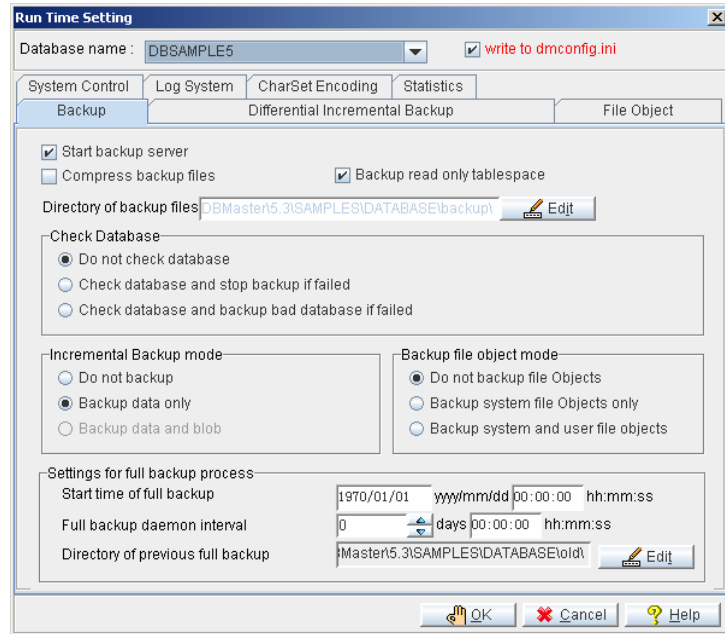 Run Time Setting
Database name : DBSAMPLE5 write to dmconfig.ini
System Control Log System CharSet Encoding Statistics
Backup Differential Incremental Backup File Object
Start backup server
Compress backup files Backup read only tablespace
Directory of backup files DBMaster\5.3\SAMPLES\DATABASE\backup\ Edit
Check Database
Do not check database
Check database and stop backup if failed
Check database and backup bad database if failed
Incremental Backup mode
Do not backup
Backup data only
Backup data and blob
Backup file object mode
Do not backup file Objects
Backup system file Objects only
Backup system and user file objects
Settings for full backup process
Start time of full backup 1970/01/01 yyyy/mm/dd 00:00:00 hh:mm:ss
Full backup daemon interval 0 days 00:00:00 hh:mm:ss
Directory of previous full backup Master\5.3\SAMPLES\DATABASE\old\ Edit
OK Cancel Help